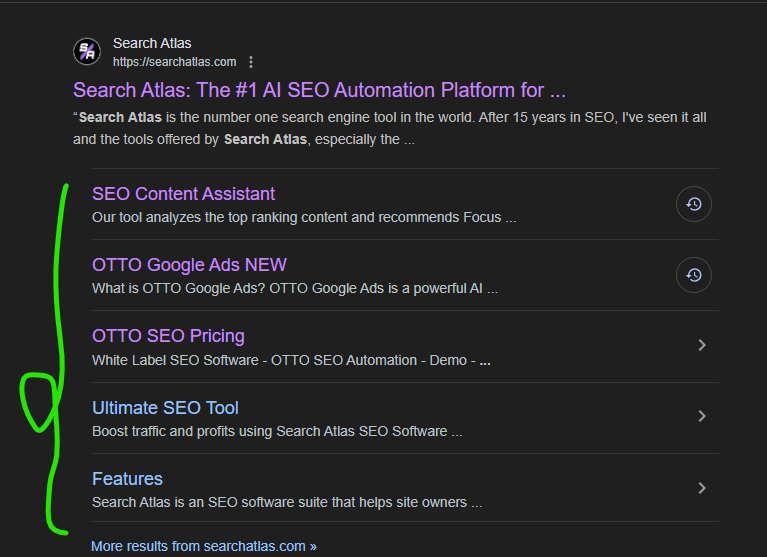 Search Atlas
https://searchatlas.com
Search Atlas: The #1 AI SEO Automation Platform for ...
“Search Atlas is the number one search engine tool in the world. After 15 years in SEO, I've seen it all
and the tools offered by Search Atlas, especially the ...
SEO Content Assistant
Our tool analyzes the top ranking content and recommends Focus ...
OTTO Google Ads NEW
What is OTTO Google Ads? OTTO Google Ads is a powerful AI ...
OTTO SEO Pricing
White Label SEO Software - OTTO SEO Automation - Demo - ...
Ultimate SEO Tool
Boost traffic and profits using Search Atlas SEO Software ...
Features
Search Atlas is an SEO software suite that helps site owners ...
More results from searchatlas.com »